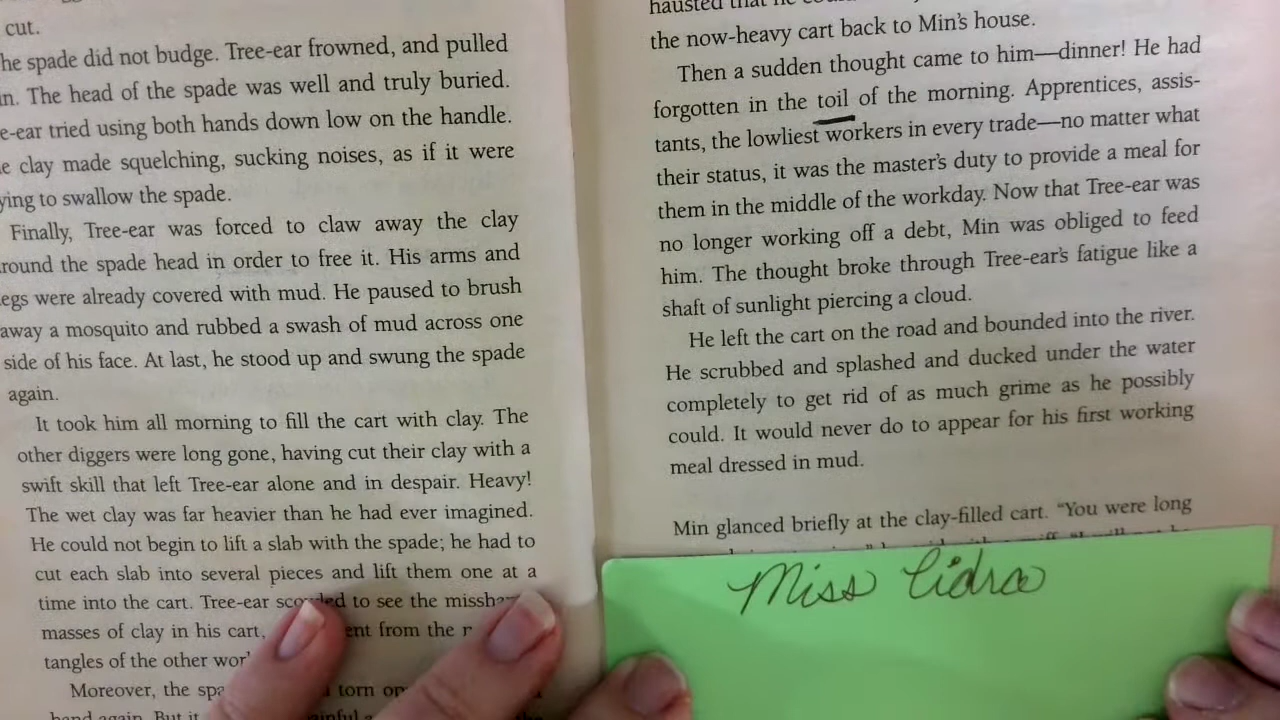 cut.
he spade did not budge. Tree-ear frowned, and pulled
in. The head of the spade was well and truly buried.
e-ear tried using both hands down low on the handle.
e clay made squelching, sucking noises, as if it were
ying to swallow the spade.
Finally, Tree-ear was forced to claw away the clay
round the spade head in order to free it. His arms and
egs were already covered with mud. He paused to brush
away a mosquito and rubbed a swash of mud across one
side of his face. At last, he stood up and swung the spade
again.
It took him all morning to fill the cart with clay. The
other diggers were long gone, having cut their clay with a
swift skill that left Tree-ear alone and in despair. Heavy!
The wet clay was far heavier than he had ever imagined.
He could not begin to lift a slab with the spade; he had to
cut each slab into several pieces and lift them one at a
time into the cart. Tree-ear to see the
masses of clay in his cart, ent from the
tangles of the other
Moreover, the torn
hand again. But it
hausted that he
the now-heavy cart back to Min's house.
Then a sudden thought came to him—dinner! He had
forgotten in the toil of the morning. Apprentices, assis-
tants, the lowliest workers in every trade—no matter what
their status, it was the master's duty to provide a meal for
them in the middle of the workday. Now that Tree-ear was
no longer working off a debt, Min was obliged to feed
him. The thought broke through Tree-ear's fatigue like a
shaft of sunlight piercing a cloud.
He left the cart on the road and bounded into the river.
He scrubbed and splashed and ducked under the water
completely to get rid of as much grime as he possibly
could. It would never do to appear for his first working
meal dressed in mud.
Min glanced briefly at the clay-filled cart. "You were long
Miss Cidra